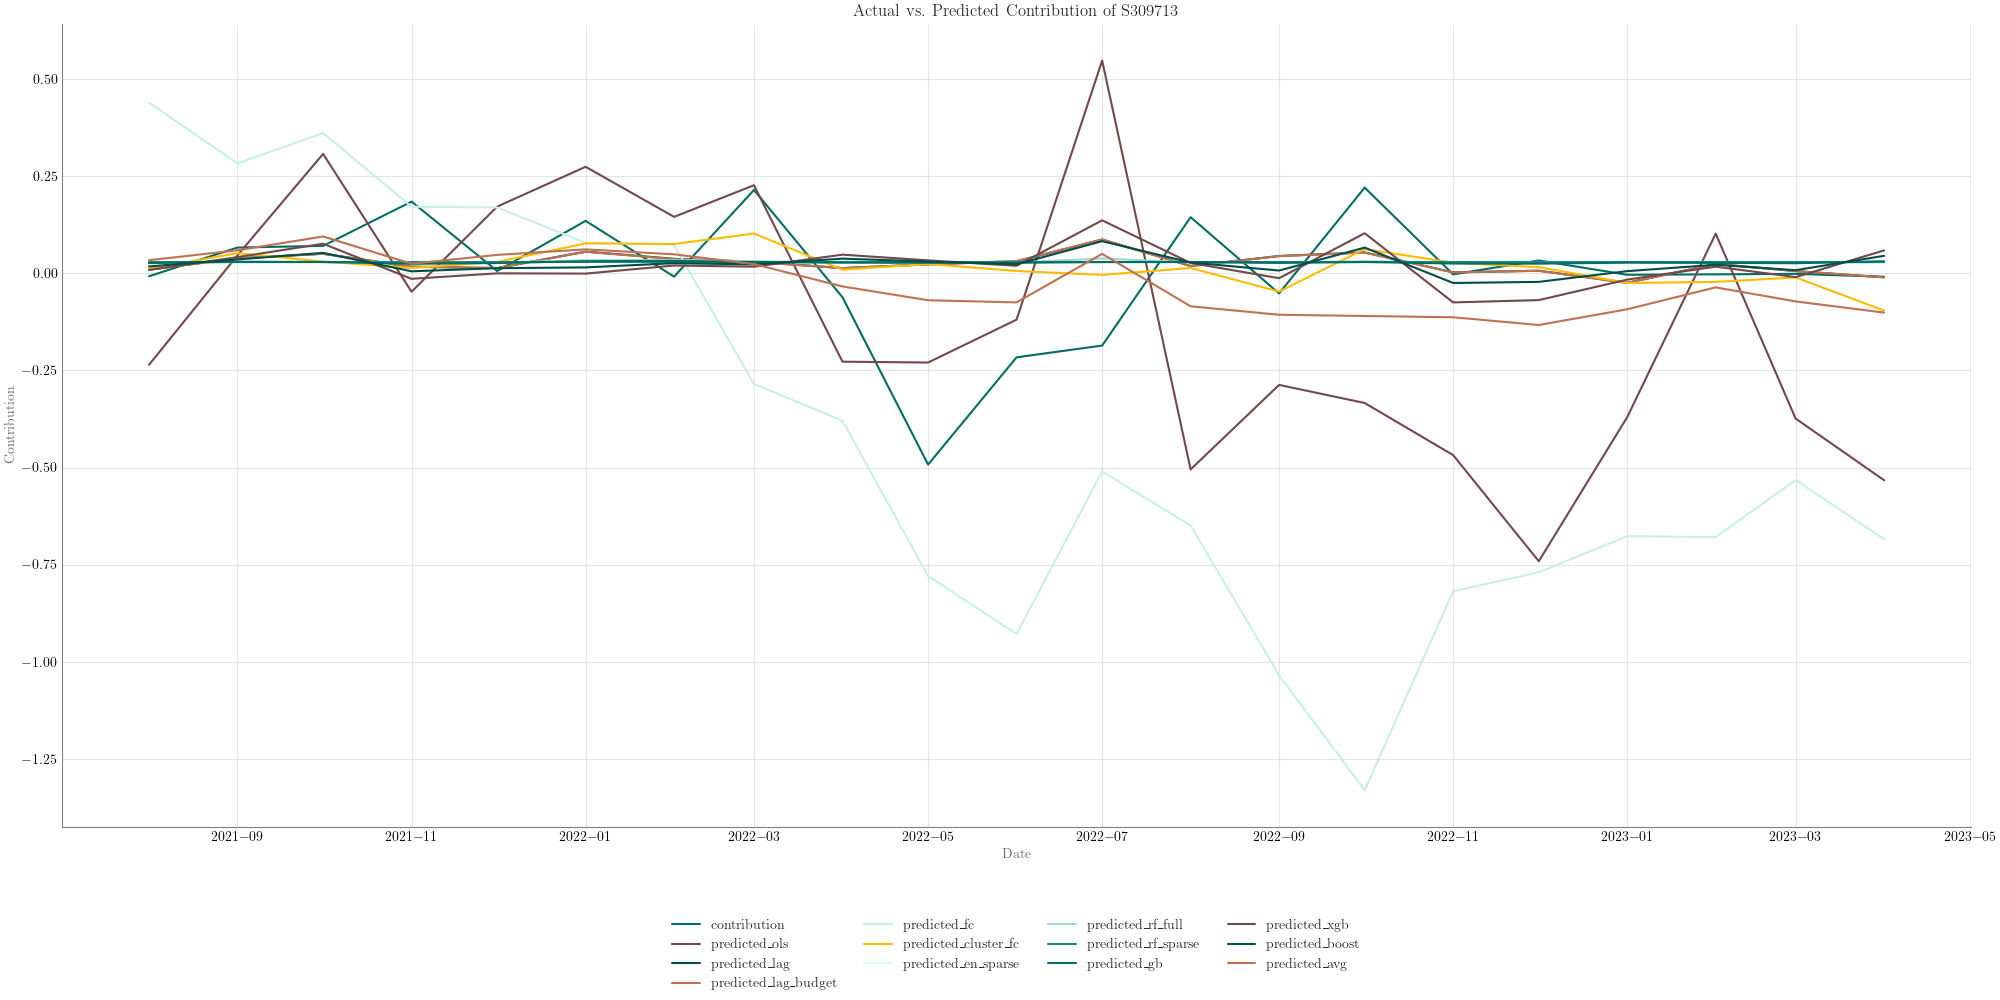 Actual vs. Predicted Contribution of S309713
0.50
0.25
0.00
−0.25
−0.50
−0.75
−1.00
−1.25
Contribution
2021−09 2021−11 2022−01 2022−03 2022−05 2022−07 2022−09 2022−11 2023−01 2023−03 2023−05
Date
contribution predicted_fc predicted_rf_full predicted_xgb
predicted_ols predicted_cluster_fc predicted_rf_sparse predicted_boost
predicted_lag predicted_en_sparse predicted_gb predicted_avg
predicted_lag_budget